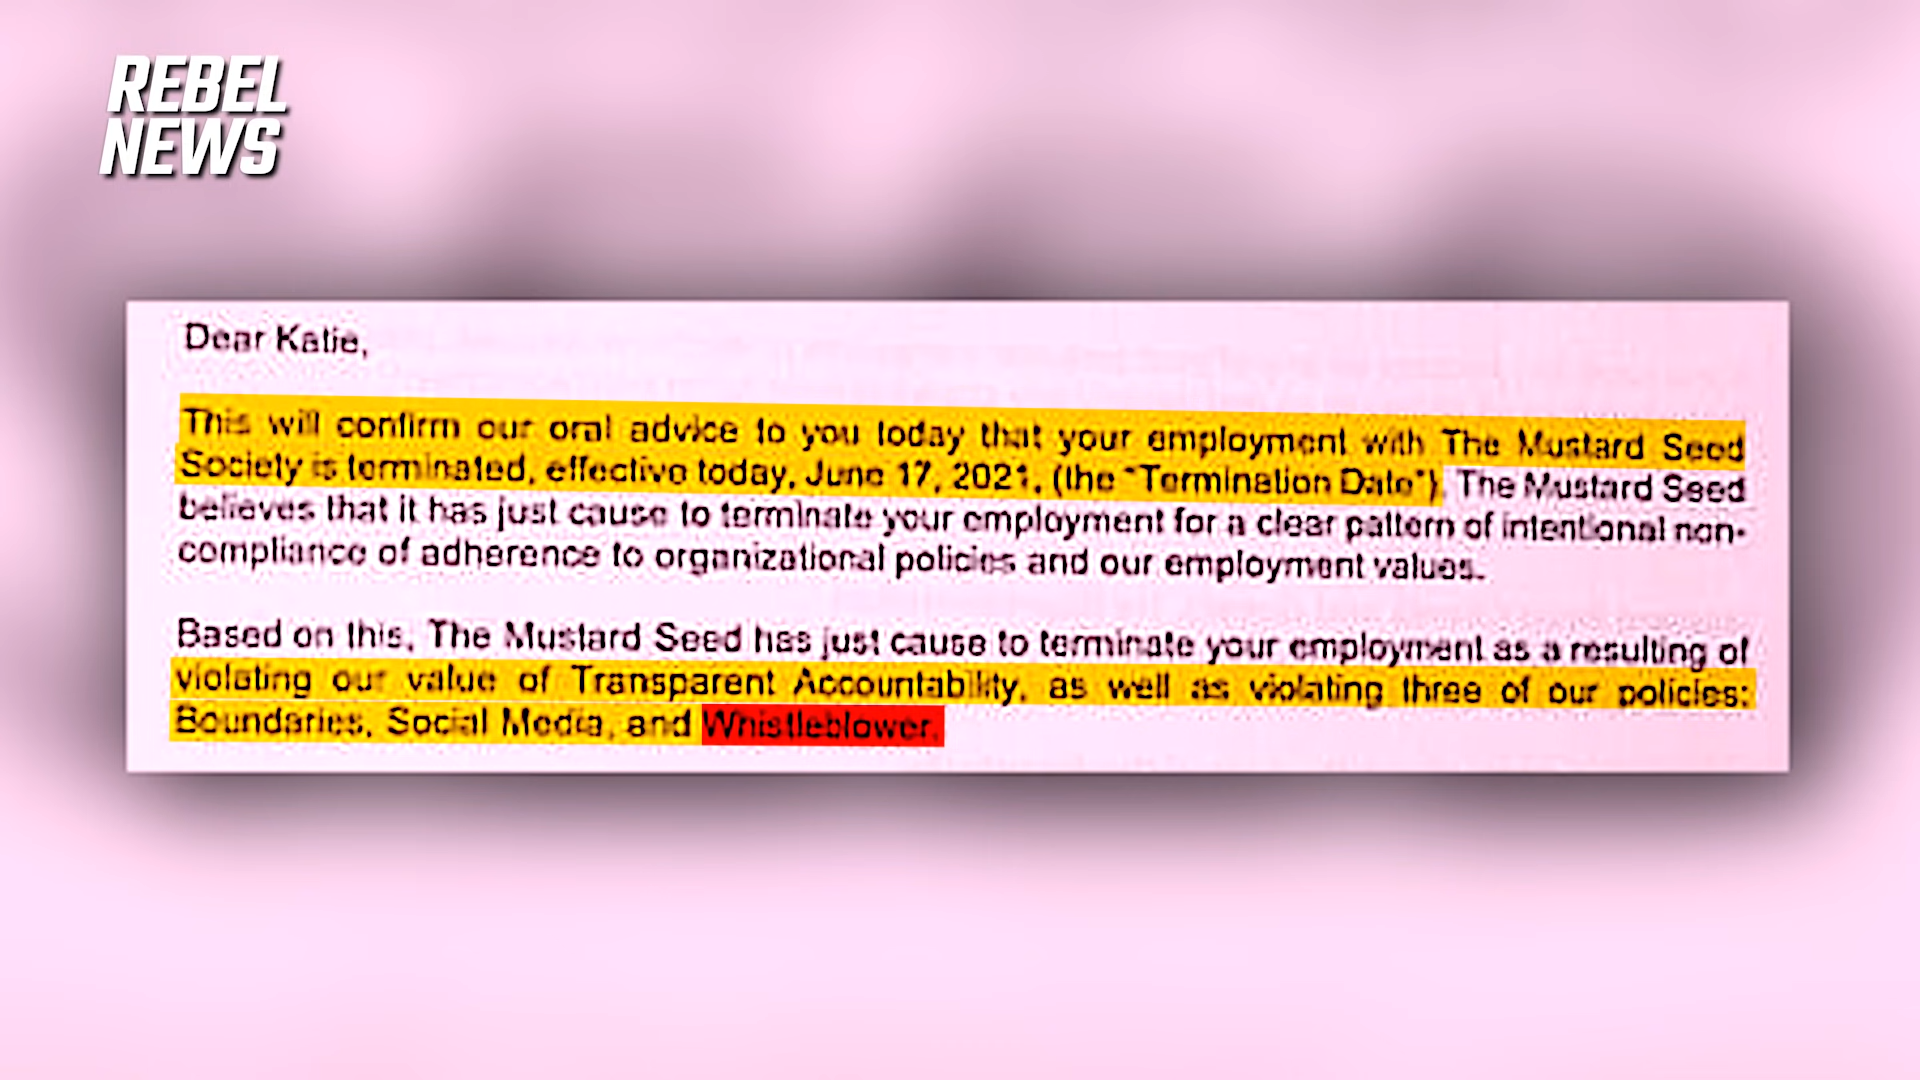 REBEL
NEWS
Dear Katie,
This will confirm our oral advice to you today that your employment with The Mustard Seed
Society is terminated, effective today, June 17, 2021, (the "Termination Date"). The Mustard Seed
believes that it has just cause to terminate your employment for a clear pattern of intentional non-
compliance of adherence to organizational policies and our employment values.
Based on this, The Mustard Seed has just cause to terminate your employment as a resulting of
violating our value of Transparent Accountability, as well as violating three of our policies:
Boundaries, Social Media, and Whistleblower.